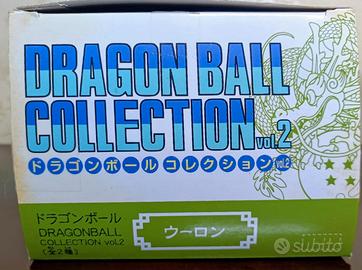 DRAGON BALL
COLLECTION vol.2
ドラゴンボール コレクション vol.2
ドラゴンボール
DRAGONBALL
COLLECTION vol.2
(全2種)
ウ〜ロン
subito